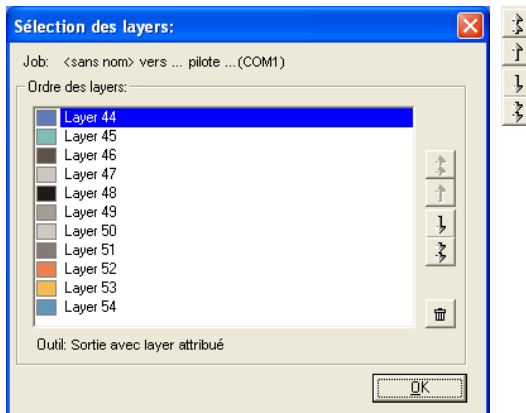 Sélection des layers:
Job: <sans nom> vers ... pilote ...(COM1)
Ordre des layers:
Layer 44
Layer 45
Layer 46
Layer 47
Layer 48
Layer 49
Layer 50
Layer 51
Layer 52
Layer 53
Layer 54
Outil: Sortie avec layer attribué
OK